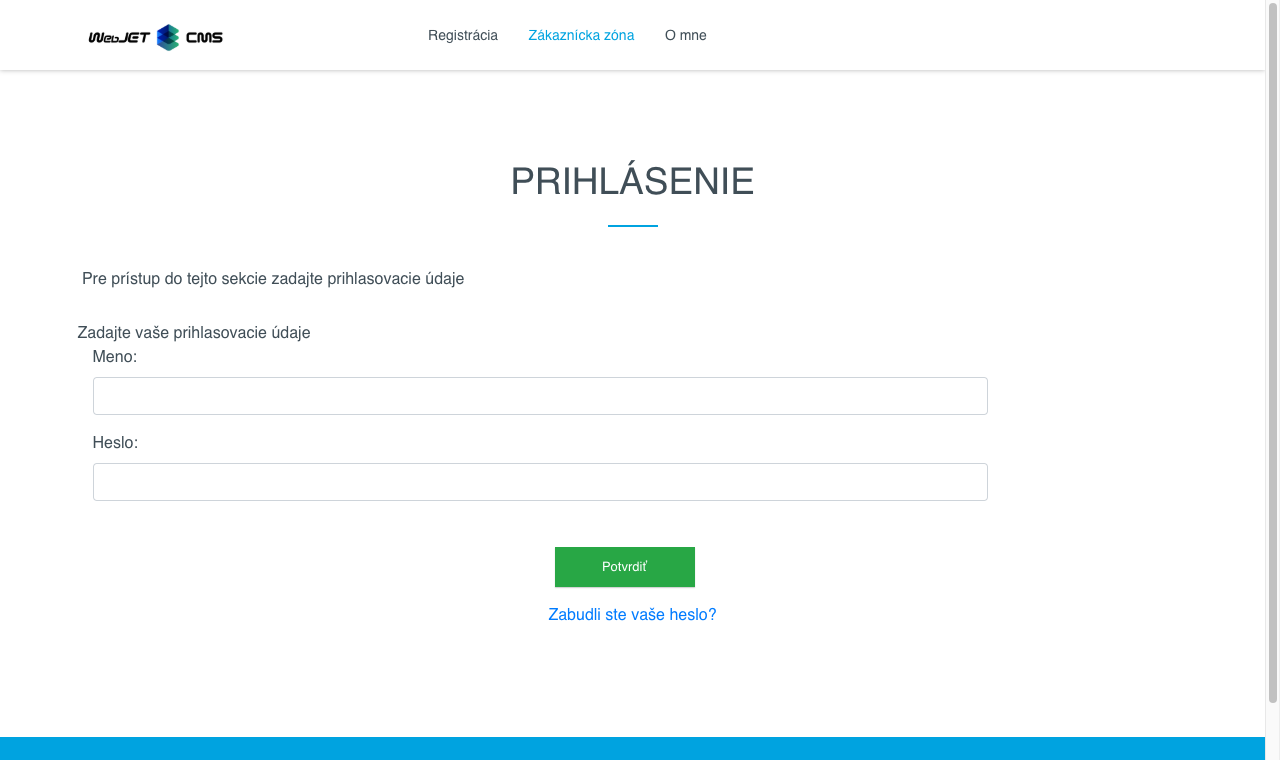 WebJET CMS
Registrácia Zákaznícka zóna O mne
PRIHLÁSENIE
Pre prístup do tejto sekcie zadajte prihlasovacie údaje
Zadajte vaše prihlasovacie údaje
Meno:
Heslo:
Potvrdiť
Zabudli ste vaše heslo?